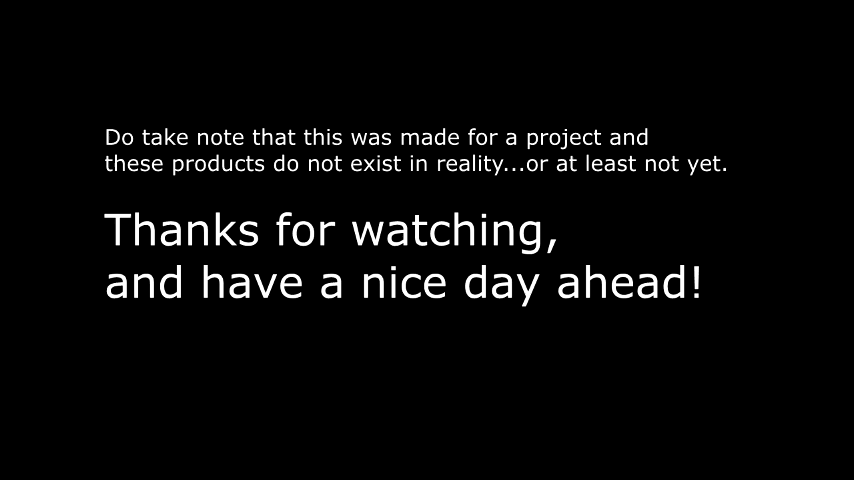 Do take note that this was made for a project and
these products do not exist in reality...or at least not yet.
Thanks for watching,
and have a nice day ahead!